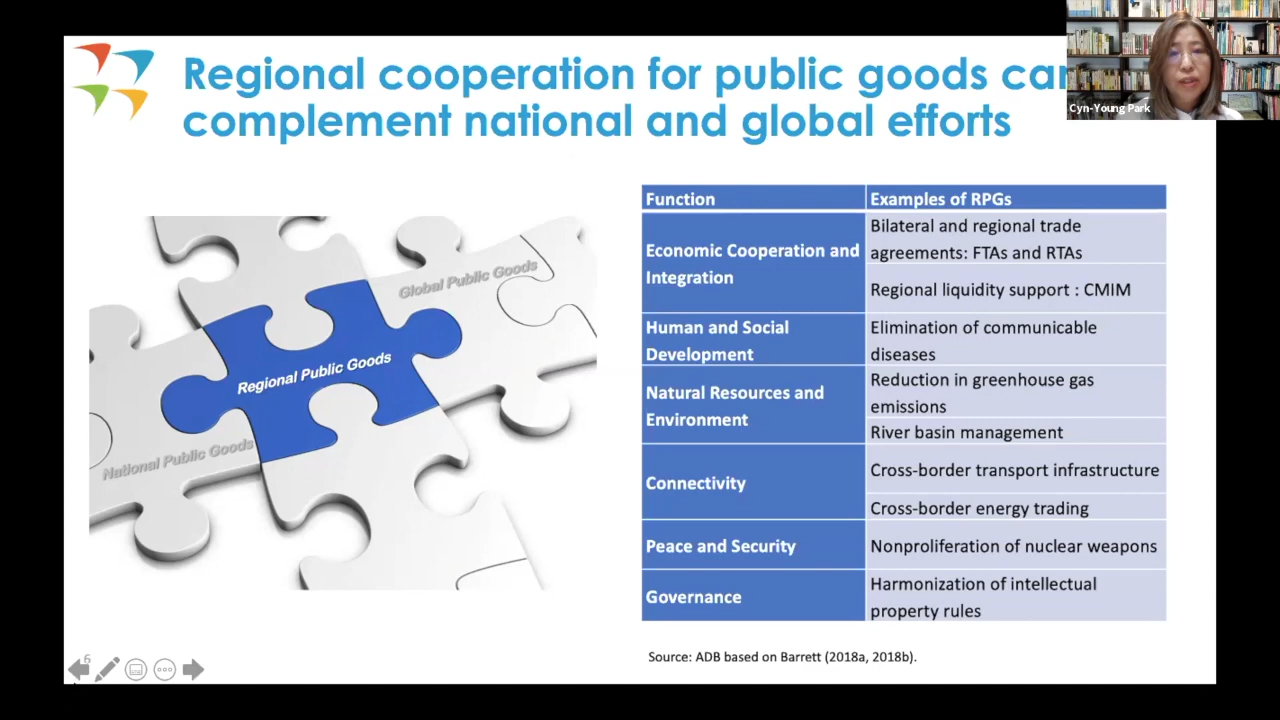 Regional cooperation for public goods can
complement national and global efforts
Cyn-Young Park
Global Public Goods
Regional Public Goods
National Public Goods
Function
Examples of RPGs
Economic Cooperation and
Integration
Bilateral and regional trade
agreements: FTAs and RTAs
Regional liquidity support : CMIM
Human and Social
Development
Elimination of communicable
diseases
Natural Resources and
Environment
Reduction in greenhouse gas
emissions
River basin management
Connectivity
Cross-border transport infrastructure
Cross-border energy trading
Peace and Security
Nonproliferation of nuclear weapons
Governance
Harmonization of intellectual
property rules
Source: ADB based on Barrett (2018a, 2018b).
6